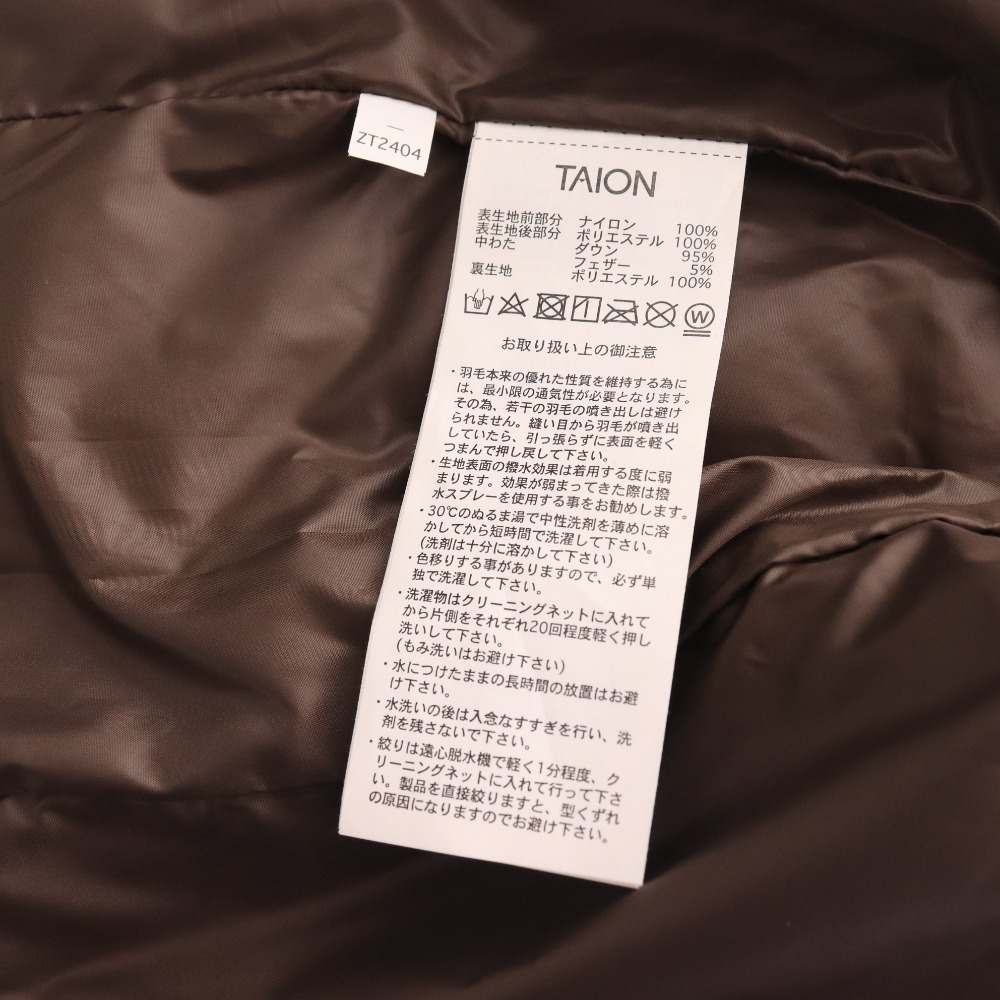 ZT2404
TAION
表生地前部分 ナイロン 100%
表生地後部分 ポリエステル 100%
中わた ダウン 95%
フェザー 5%
裏生地 ポリエステル 100%
W
お取り扱い上の御注意
・羽毛本来の優れた性質を維持する為に
は、最小限の通気性が必要となります。
その為、若干の羽毛の噴き出しは避け
られません。縫い目から羽毛が噴き出
していたら、引っ張らずに表面を軽く
つまんで押し戻して下さい。
・生地表面の撥水効果は着用する度に弱
まります。効果が弱まってきた際は撥
水スプレーを使用する事をお勧めします。
・30℃のぬるま湯で中性洗剤を薄めに溶
かしてから短時間で洗濯して下さい。
(洗剤は十分に溶かして下さい)
・色移りする事がありますので、必ず単
独で洗濯して下さい。
・洗濯物はクリーニングネットに入れて
から片側をそれぞれ20回程度軽く押し
洗いして下さい。
(もみ洗いはお避け下さい)
・水につけたままの長時間の放置はお避
け下さい。
・水洗いの後は入念なすすぎを行い、洗
剤を残さないで下さい。
・絞りは遠心脱水機で軽く1分程度、ク
リーニングネットに入れて行って下さ
い。製品を直接絞りますと、型くずれ
の原因になりますのでお避け下さい。